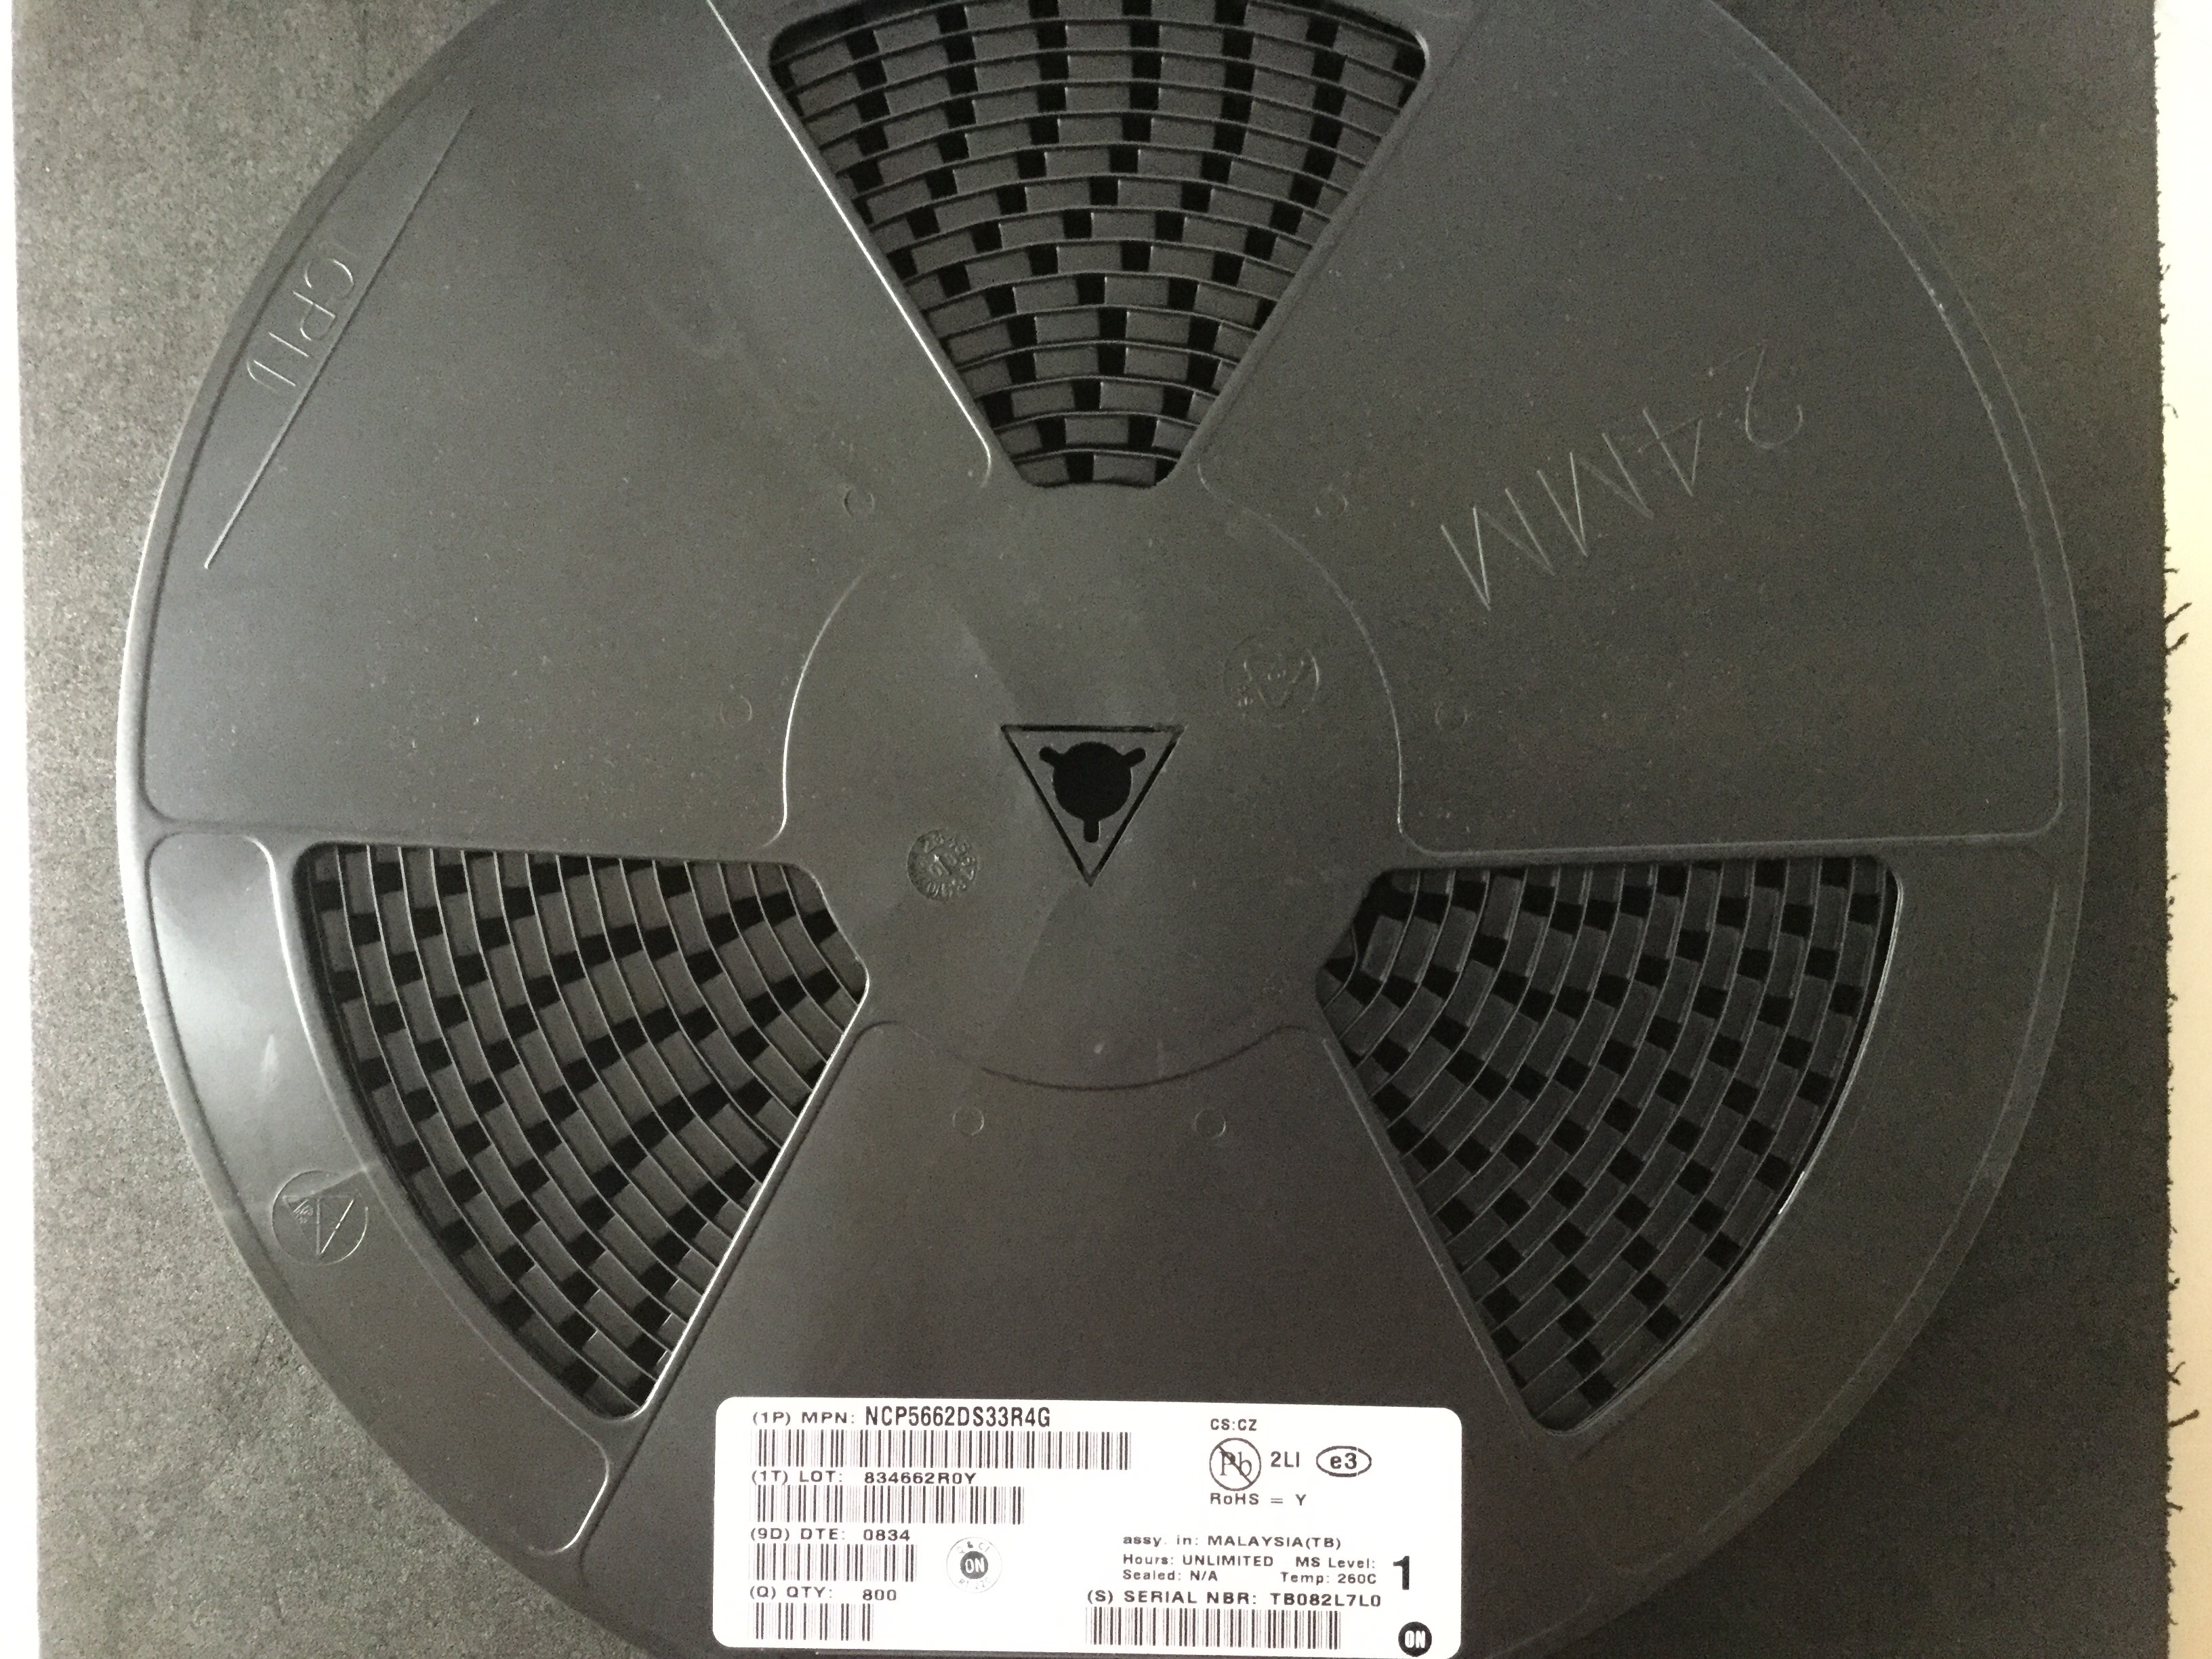 CPIJ
24MM
(1P) MPN: NCP5662DS33R4G
(1T) LOT: 834662R0Y
(9D) DTE: 0834
(Q) QTY: 800
CS:CZ
Pb 2LI e3
RoHS = Y
assy. in: MALAYSIA(TB)
Hours: UNLIMITED MS Level: 1
Sealed: N/A Temp: 260C
(S) SERIAL NBR: TB082L7L0
ON
ON